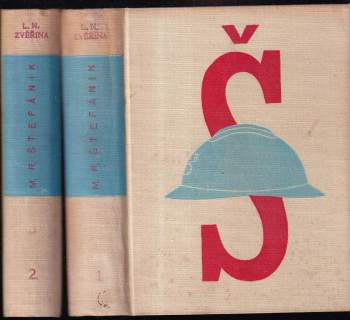 L. N.
ZVĚŘINA
M R ŠTEFÁNIK
2.
L. N.
ZVĚŘINA
M R ŠTEFÁNIK
1.
Š